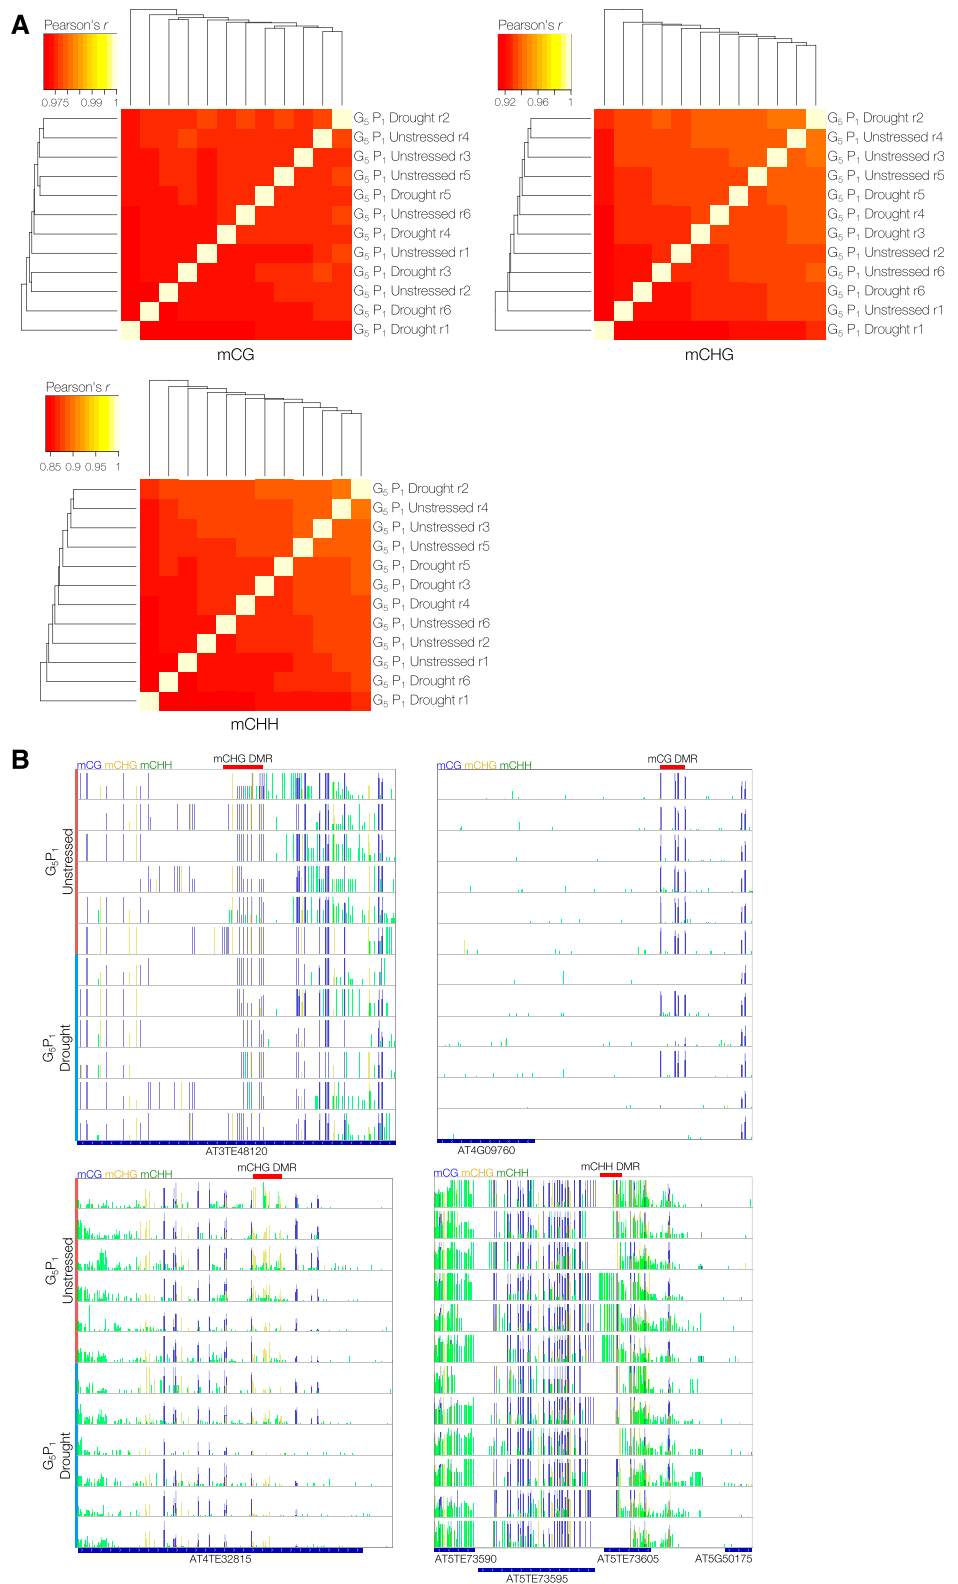 A
Pearson's r
0.975 0.99 1
G5 P1 Drought r2
G5 P1 Unstressed r4
G5 P1 Unstressed r3
G5 P1 Unstressed r5
G5 P1 Drought r5
G5 P1 Unstressed r6
G5 P1 Drought r4
G5 P1 Unstressed r1
G5 P1 Drought r3
G5 P1 Unstressed r2
G5 P1 Drought r6
G5 P1 Drought r1
mCG
Pearson's r
0.92 0.96 1
G5 P1 Drought r2
G5 P1 Unstressed r4
G5 P1 Unstressed r3
G5 P1 Unstressed r5
G5 P1 Drought r5
G5 P1 Drought r4
G5 P1 Drought r3
G5 P1 Unstressed r2
G5 P1 Unstressed r6
G5 P1 Drought r6
G5 P1 Unstressed r1
G5 P1 Drought r1
mCHG
Pearson's r
0.85 0.9 0.95 1
G5 P1 Drought r2
G5 P1 Unstressed r4
G5 P1 Unstressed r3
G5 P1 Unstressed r5
G5 P1 Drought r5
G5 P1 Drought r3
G5 P1 Drought r4
G5 P1 Unstressed r6
G5 P1 Unstressed r2
G5 P1 Unstressed r1
G5 P1 Drought r6
G5 P1 Drought r1
mCHH
B
mCG mCHG mCHH
mCHG DMR
G5P1
Unstressed
G5P1
Drought
AT3TE48120
mCG mCHG mCHH
mCG DMR
AT4G09760
mCG mCHG mCHH
mCHG DMR
G5P1
Unstressed
G5P1
Drought
AT4TE32815
mCG mCHG mCHH
mCHH DMR
AT5TE73590
AT5TE73605
AT5G50175
AT5TE73595